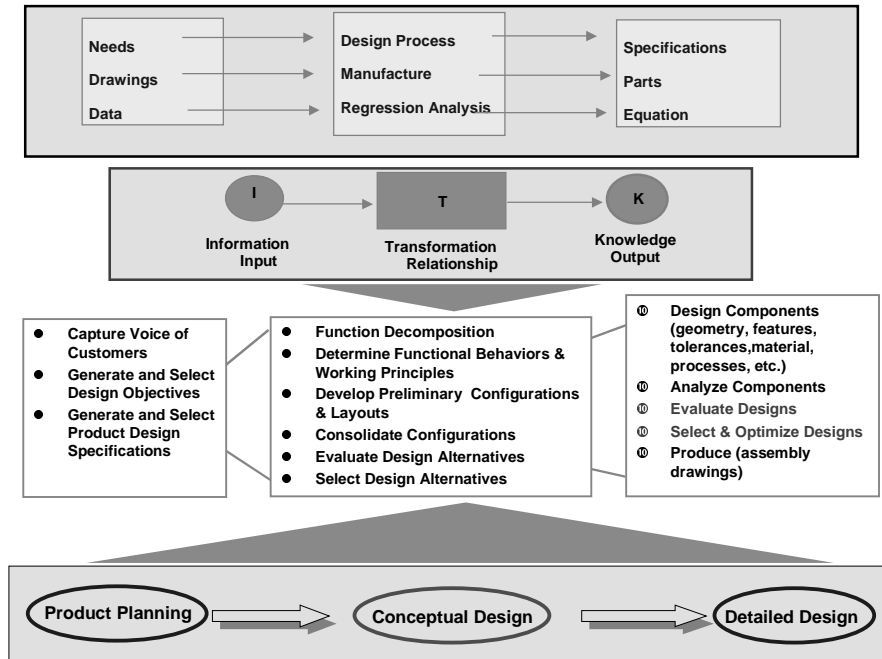 Needs
Drawings
Data
Design Process
Manufacture
Regression Analysis
Specifications
Parts
Equation
I
T
K
Information
Input
Transformation
Relationship
Knowledge
Output
● Capture Voice of
Customers
● Generate and Select
Design Objectives
● Generate and Select
Product Design
Specifications
● Function Decomposition
● Determine Functional Behaviors &
Working Principles
● Develop Preliminary Configurations
& Layouts
● Consolidate Configurations
● Evaluate Design Alternatives
● Select Design Alternatives
❿ Design Components
(geometry, features,
tolerances,material,
processes, etc.)
❿ Analyze Components
❿ Evaluate Designs
❿ Select & Optimize Designs
❿ Produce (assembly
drawings)
Product Planning
Conceptual Design
Detailed Design